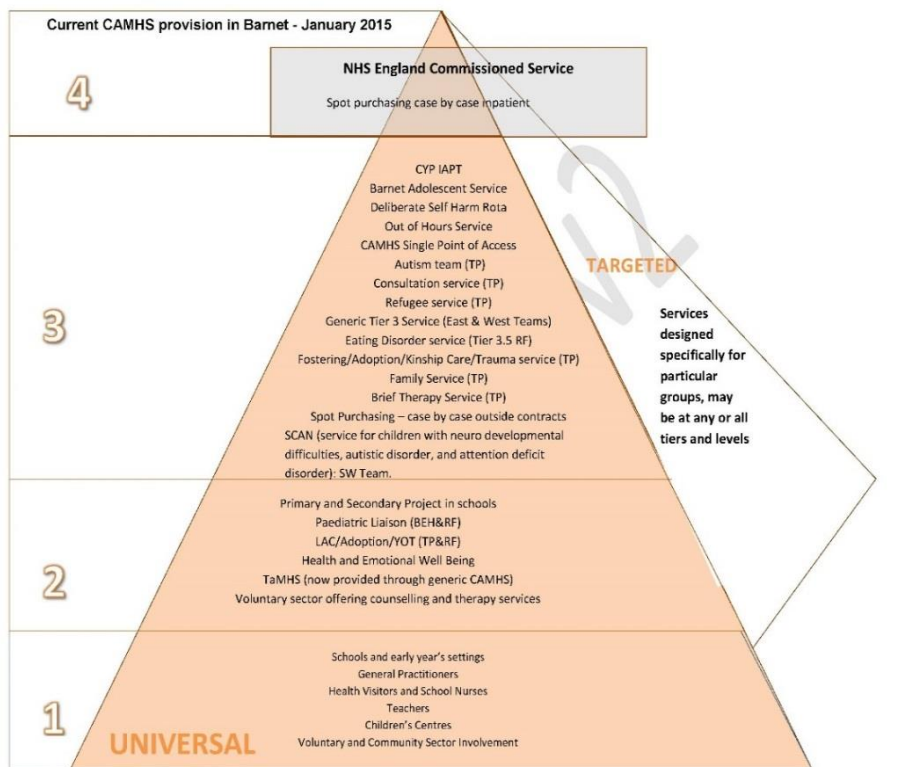 Current CAMHS provision in Barnet - January 2015
4
NHS England Commissioned Service
Spot purchasing case by case inpatient
3
CYP IAPT
Barnet Adolescent Service
Deliberate Self Harm Rota
Out of Hours Service
CAMHS Single Point of Access
Autism team (TP)
Consultation service (TP)
Refugee service (TP)
Generic Tier 3 Service (East & West Teams)
Eating Disorder service (Tier 3.5 RF)
Fostering/Adoption/Kinship Care/Trauma service (TP)
Family Service (TP)
Brief Therapy Service (TP)
Spot Purchasing – case by case outside contracts
SCAN (service for children with neuro developmental
difficulties, autistic disorder, and attention deficit
disorder): SW Team.
V2
TARGETED
Services
designed
specifically for
particular
groups, may
be at any or all
tiers and levels
2
Primary and Secondary Project in schools
Paediatric Liaison (BEH&RF)
LAC/Adoption/YOT (TP&RF)
Health and Emotional Well Being
TaMHS (now provided through generic CAMHS)
Voluntary sector offering counselling and therapy services
1
Schools and early year's settings
General Practitioners
Health Visitors and School Nurses
Teachers
Children's Centres
Voluntary and Community Sector Involvement
UNIVERSAL